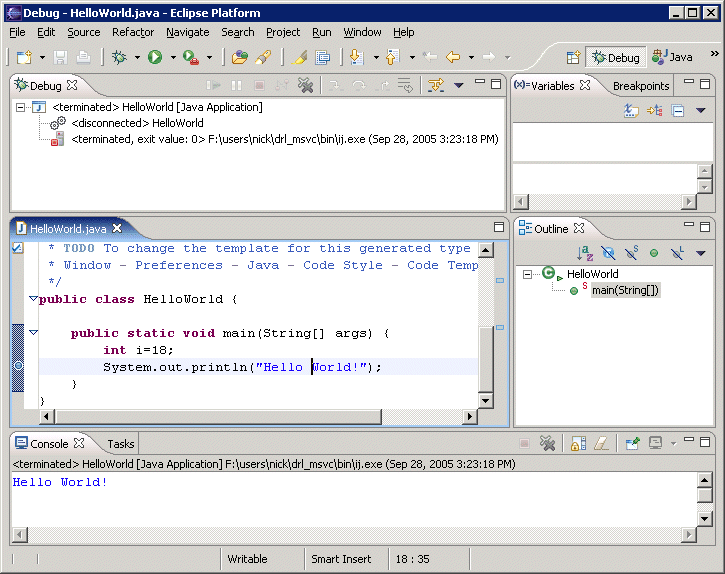 Debug - HelloWorld.java - Eclipse Platform
File Edit Source Refactor Navigate Search Project Run Window Help
Debug Java »
Debug
<terminated> HelloWorld [Java Application]
<disconnected> HelloWorld
<terminated, exit value: 0> F:\users\nick\drl_msvc\bin\ij.exe (Sep 28, 2005 3:23:18 PM)
(x)= Variables Breakpoints
HelloWorld.java
* TODO To change the template for this generated type
* Window - Preferences - Java - Code Style - Code Temp
*/
public class HelloWorld {
public static void main(String[] args) {
int i=18;
System.out.println("Hello World!");
}
}
Outline
HelloWorld
S main(String[])
Console Tasks
<terminated> HelloWorld [Java Application] F:\users\nick\drl_msvc\bin\ij.exe (Sep 28, 2005 3:23:18 PM)
Hello World!
Writable Smart Insert 18 : 35